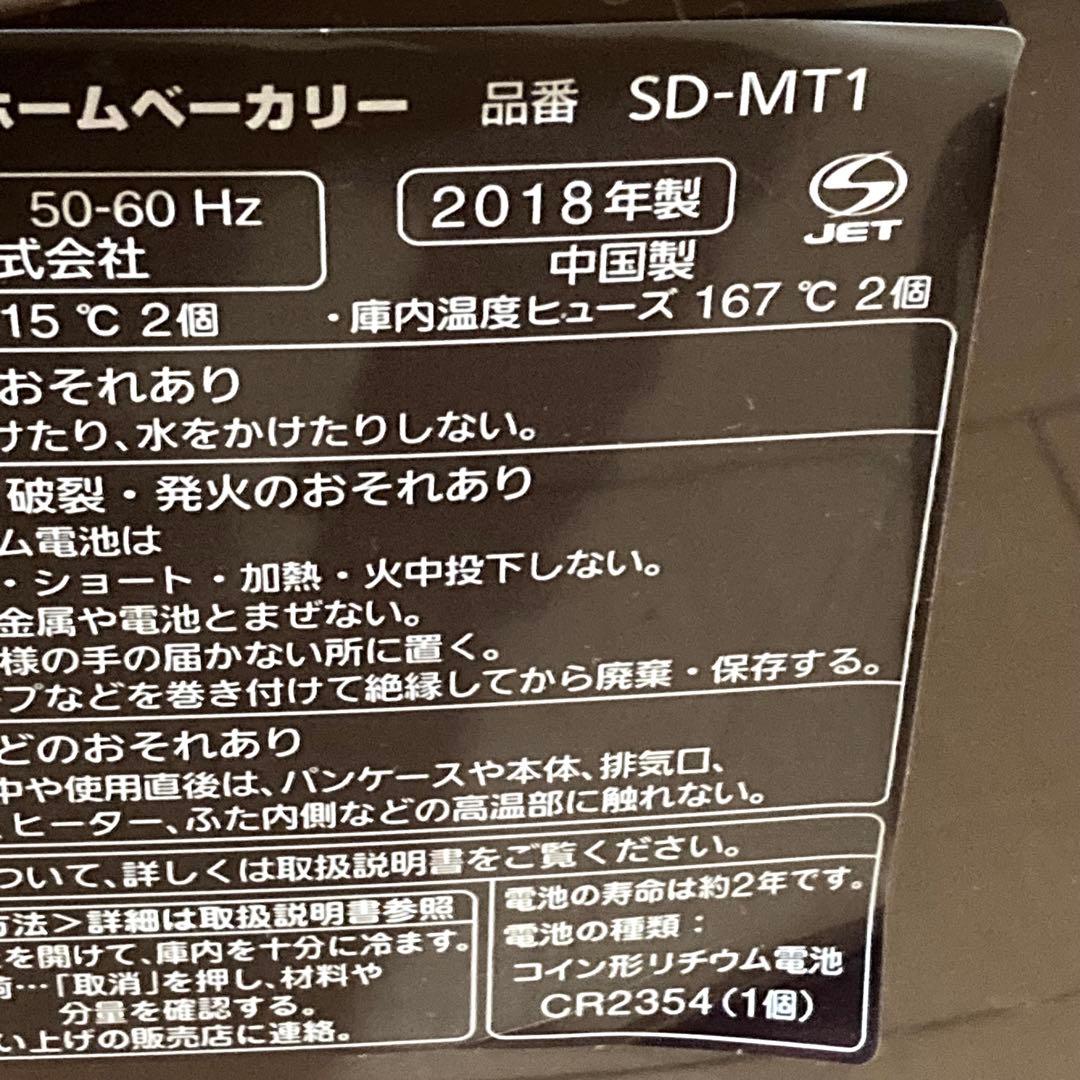 ホームベーカリー 品番 SD-MT1
50-60 Hz 2018年製 JET
式会社 中国製
15 ℃ 2個 ・庫内温度ヒューズ 167 ℃ 2個
おそれあり
けたり、水をかけたりしない。
破裂・発火のおそれあり
ム電池は
・ショート・加熱・火中投下しない。
金属や電池とまぜない。
様の手の届かない所に置く。
プなどを巻き付けて絶縁してから廃棄・保存する。
どのおそれあり
中や使用直後は、パンケースや本体、排気口、
ヒーター、ふた内側などの高温部に触れない。
ついて、詳しくは取扱説明書をご覧ください。
方法>詳細は取扱説明書参照
を開けて、庫内を十分に冷ます。
…「取消」を押し、材料や
分量を確認する。
い上げの販売店に連絡。
電池の寿命は約2年です。
電池の種類:
コイン形リチウム電池
CR2354(1個)